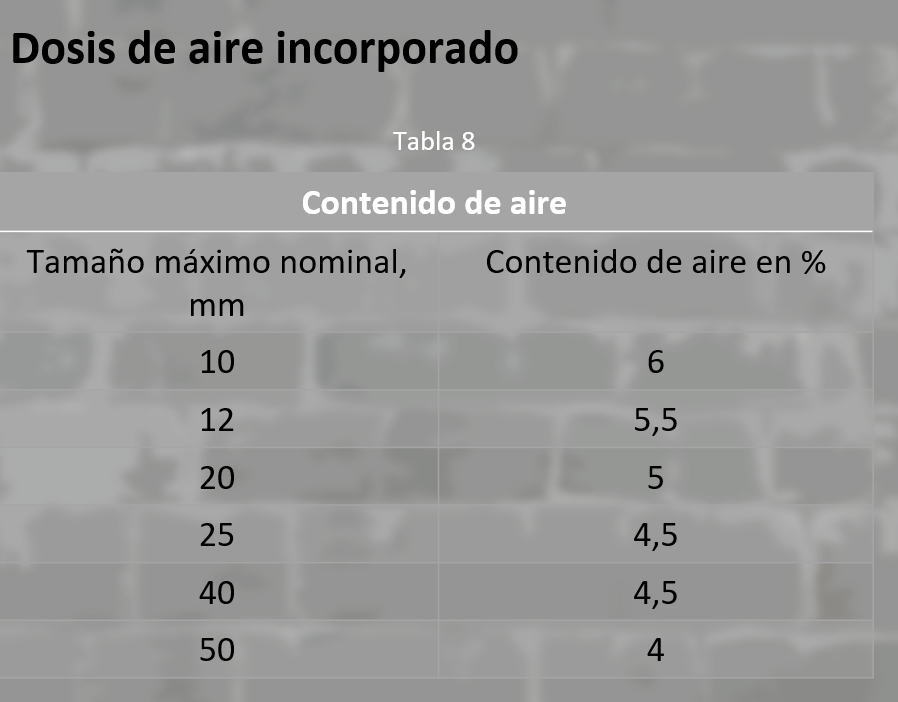 Dosis de aire incorporado
Tabla 8
Contenido de aire
Tamaño máximo nominal, Contenido de aire en %
mm
10 6
12 5,5
20 5
25 4,5
40 4,5
50 4